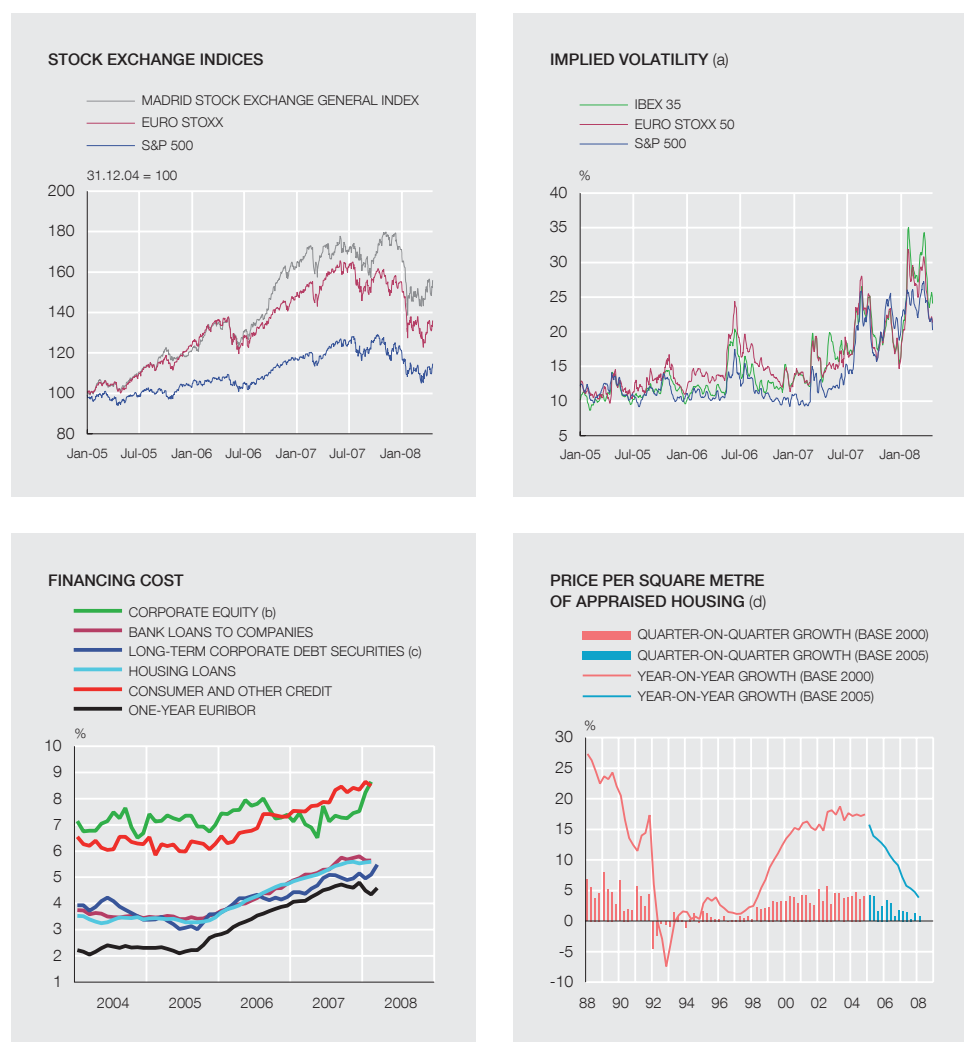 STOCK EXCHANGE INDICES
MADRID STOCK EXCHANGE GENERAL INDEX
EURO STOXX
S&P 500
31.12.04 = 100
200
180
160
140
120
100
80
Jan-05 Jul-05 Jan-06 Jul-06 Jan-07 Jul-07 Jan-08
IMPLIED VOLATILITY (a)
IBEX 35
EURO STOXX 50
S&P 500
%
40
35
30
25
20
15
10
5
Jan-05 Jul-05 Jan-06 Jul-06 Jan-07 Jul-07 Jan-08
FINANCING COST
CORPORATE EQUITY (b)
BANK LOANS TO COMPANIES
LONG-TERM CORPORATE DEBT SECURITIES (c)
HOUSING LOANS
CONSUMER AND OTHER CREDIT
ONE-YEAR EURIBOR
%
10
9
8
7
6
5
4
3
2
1
2004 2005 2006 2007 2008
PRICE PER SQUARE METRE
OF APPRAISED HOUSING (d)
QUARTER-ON-QUARTER GROWTH (BASE 2000)
QUARTER-ON-QUARTER GROWTH (BASE 2005)
YEAR-ON-YEAR GROWTH (BASE 2000)
YEAR-ON-YEAR GROWTH (BASE 2005)
%
30
25
20
15
10
5
0
-5
-10
88 90 92 94 96 98 00 02 04 06 08